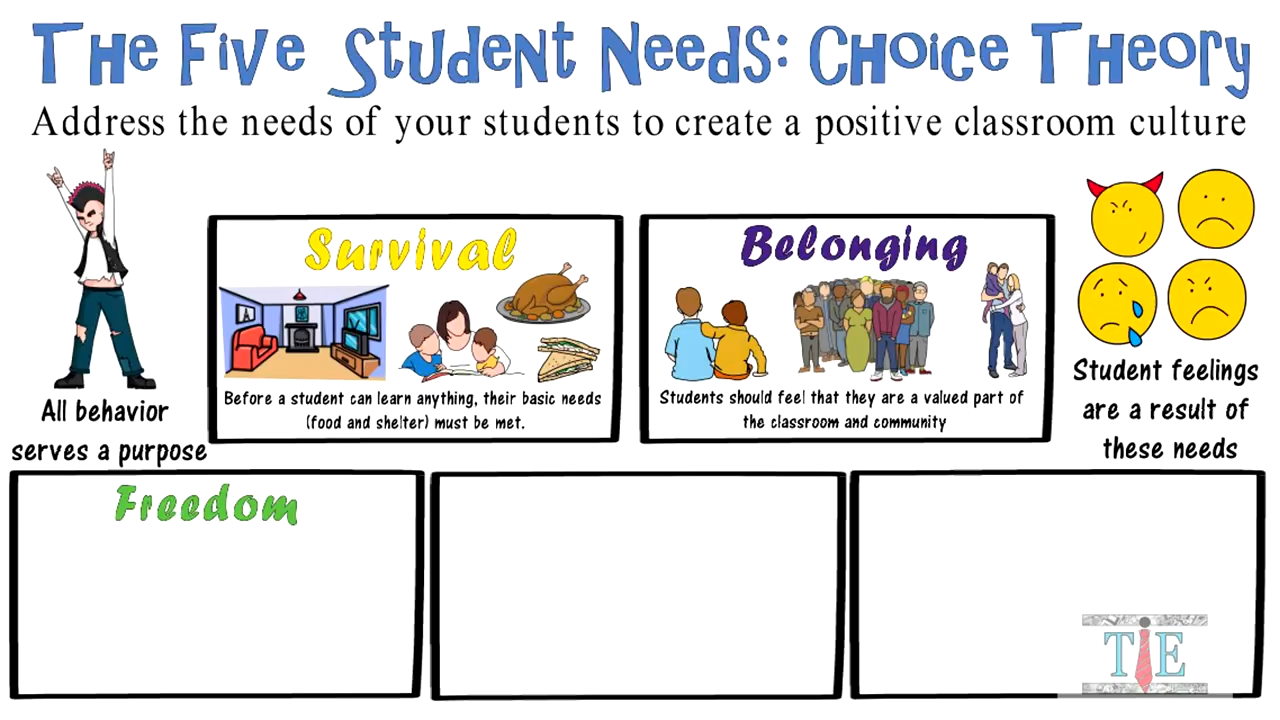 The Five Student Needs: Choice Theory
Address the needs of your students to create a positive classroom culture
Survival
A
Before a student can learn anything, their basic needs
(food and shelter) must be met.
Belonging
Students should feel that they are a valued part of
the classroom and community
All behavior
serves a purpose
Student feelings
are a result of
these needs
Freedom
TIE